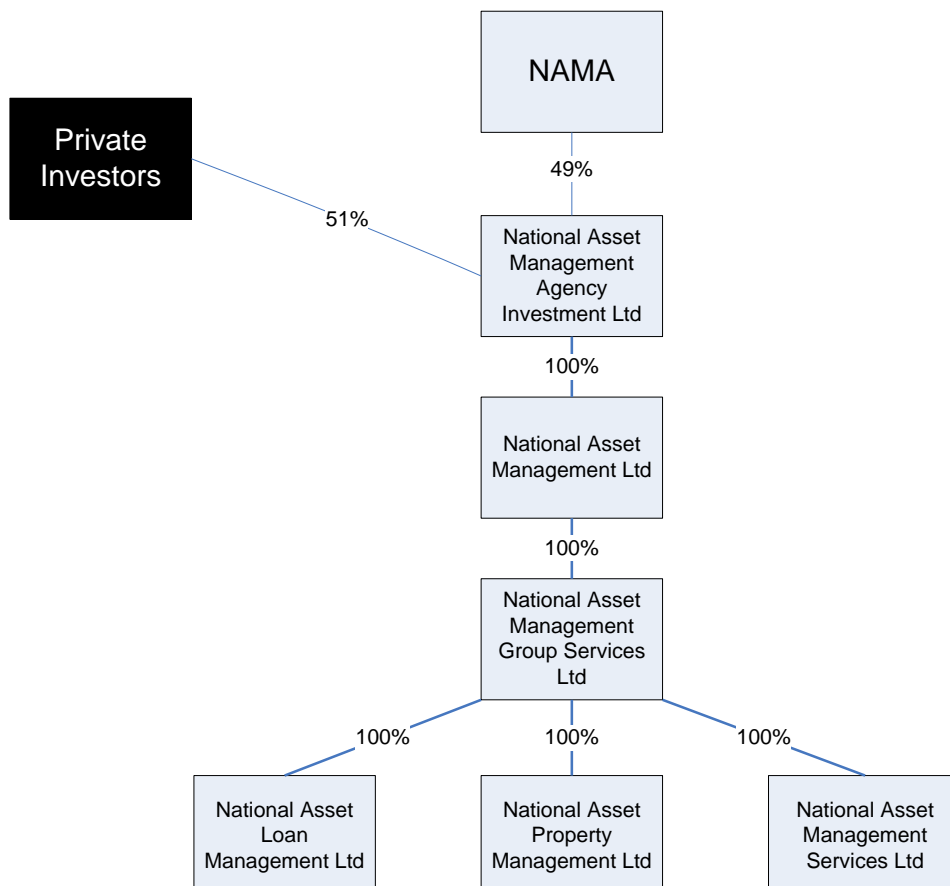 NAMA
Private
Investors
49%
51%
National Asset
Management
Agency
Investment Ltd
100%
National Asset
Management Ltd
100%
National Asset
Management
Group Services
Ltd
100%
100%
100%
National Asset
Loan
Management Ltd
National Asset
Property
Management Ltd
National Asset
Management
Services Ltd